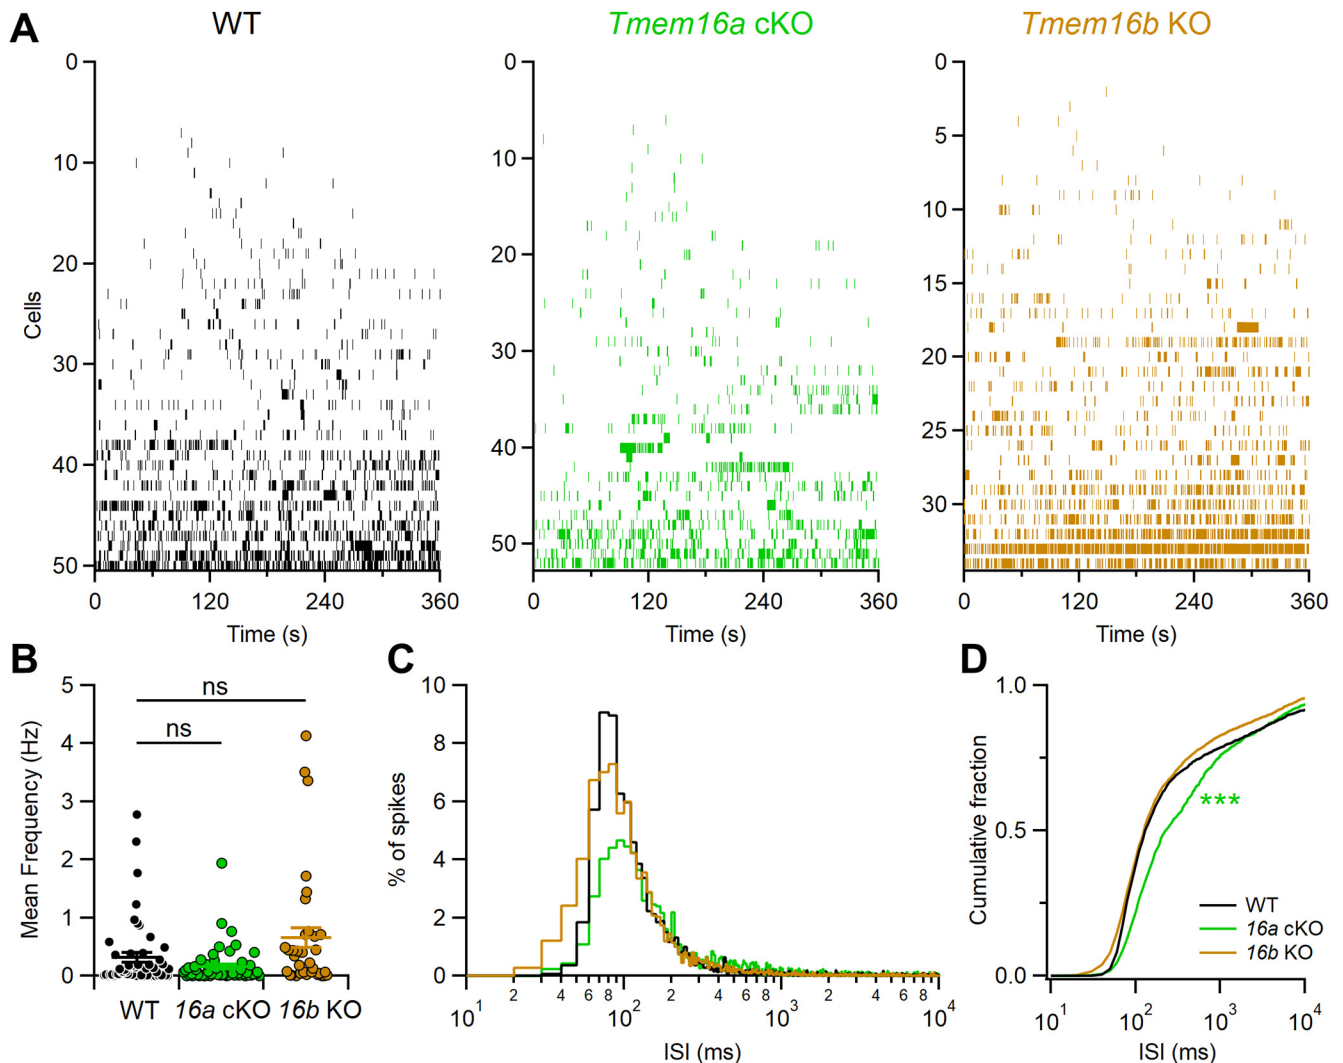 A
WT
Tmem16a cKO
Tmem16b KO
Cells
0
10
20
30
40
50
0 120 240 360
Time (s)
0
10
20
30
40
50
0 120 240 360
Time (s)
0
5
10
15
20
25
30
0 120 240 360
Time (s)
B
Mean Frequency (Hz)
5
4
3
2
1
0
ns
ns
WT 16a cKO 16b KO
C
% of spikes
10
8
6
4
2
0
2 4 6 8 2 4 6 8 2 4 6 8
10¹ 10² 10³ 10⁴
ISI (ms)
D
Cumulative fraction
1.0
0.5
0.0
***
WT
16a cKO
16b KO
10¹ 10² 10³ 10⁴
ISI (ms)